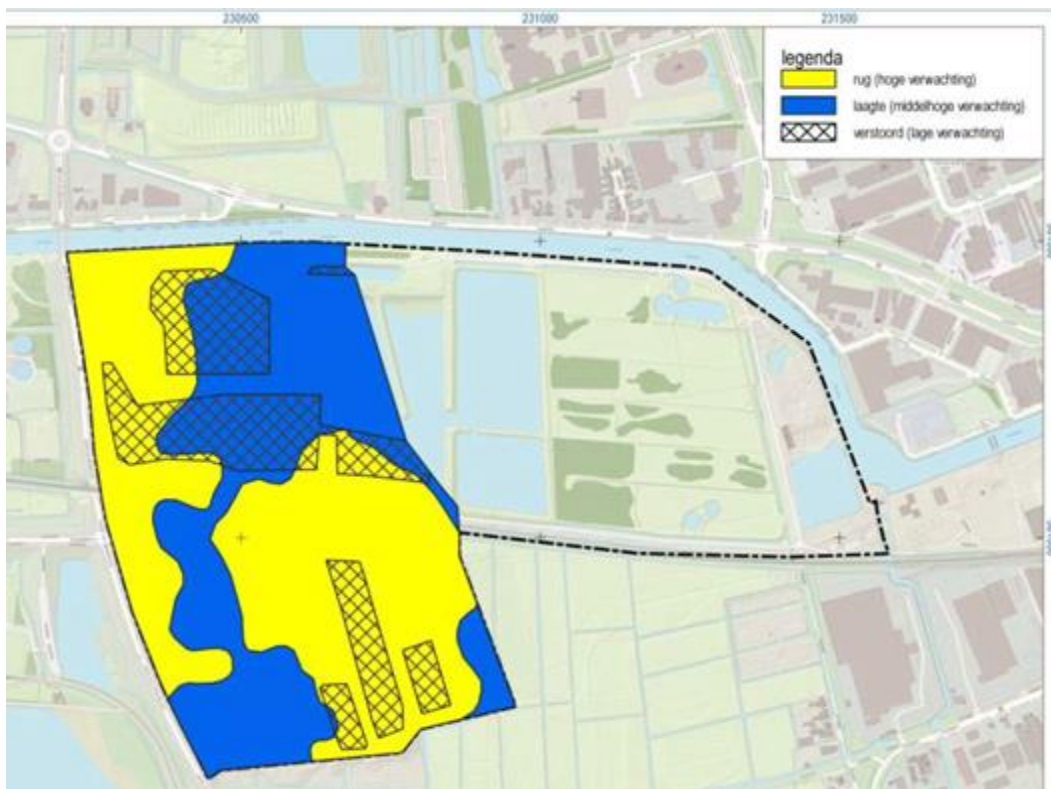 230500
231000
231500
legenda
rug (hoge verwachting)
laagte (middelhoge verwachting)
verstoord (lage verwachting)